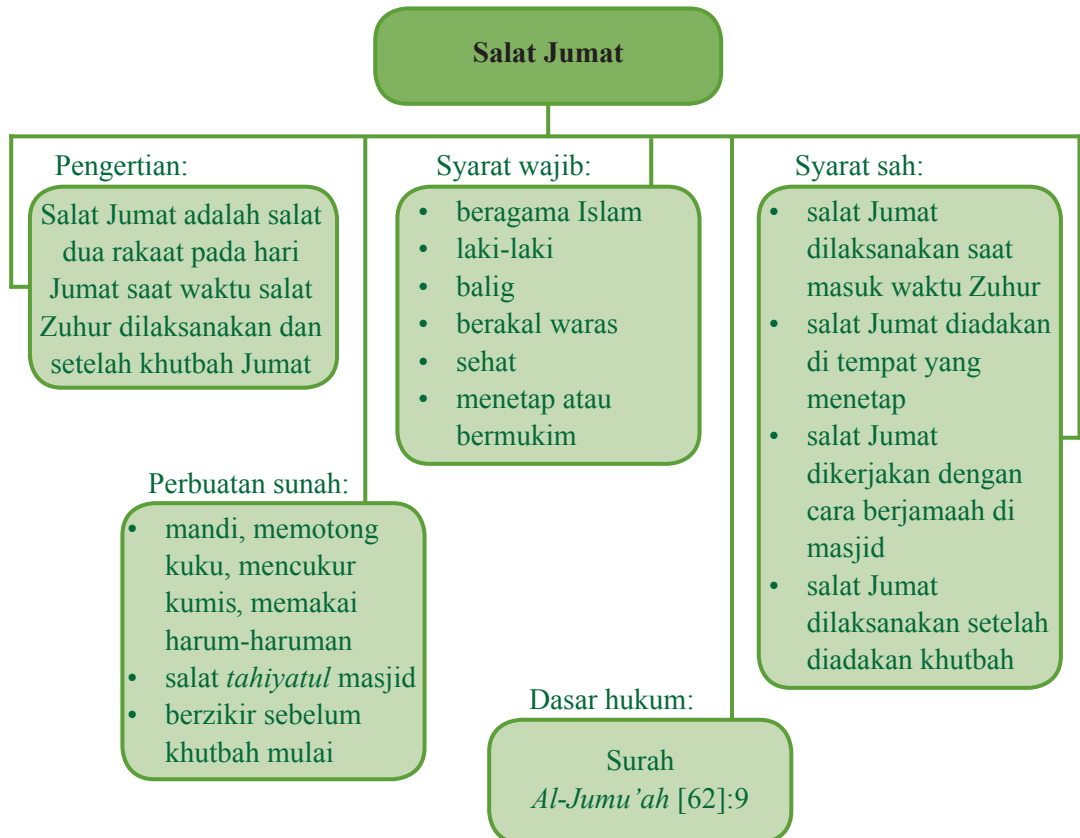 Salat Jumat
Pengertian:
Salat Jumat adalah salat
dua rakaat pada hari
Jumat saat waktu salat
Zuhur dilaksanakan dan
setelah khutbah Jumat
Syarat wajib:
• beragama Islam
• laki-laki
• balig
• berakal waras
• sehat
• menetap atau
bermukim
Syarat sah:
• salat Jumat
dilaksanakan saat
masuk waktu Zuhur
• salat Jumat diadakan
di tempat yang
menetap
• salat Jumat
dikerjakan dengan
cara berjamaah di
masjid
• salat Jumat
dilaksanakan setelah
diadakan khutbah
Perbuatan sunah:
• mandi, memotong
kuku, mencukur
kumis, memakai
harum-haruman
• salat tahiyatul masjid
• berzikir sebelum
khutbah mulai
Dasar hukum:
Surah
Al-Jumu’ah [62]:9